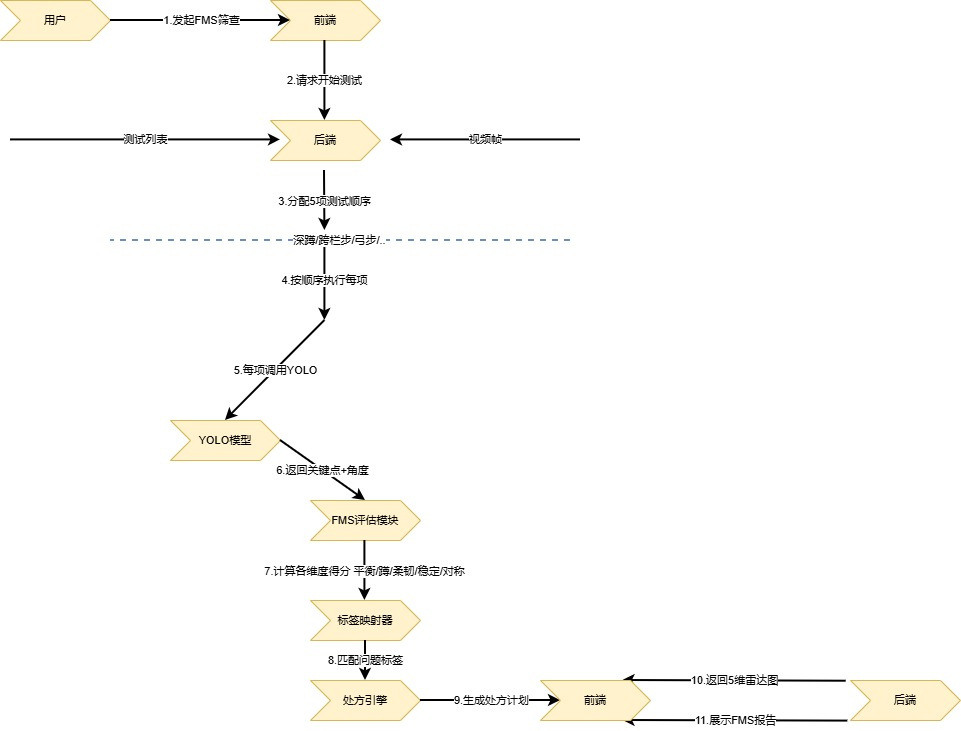 用户
1.发起FMS筛查
前端
2.请求开始测试
测试列表
后端
视频帧
3.分配5项测试顺序
深蹲/跨栏步/弓步/..
4.按顺序执行每项
5.每项调用YOLO
YOLO模型
6.返回关键点+角度
FMS评估模块
7.计算各维度得分 平衡/蹲/柔韧/稳定/对称
标签映射器
8.匹配问题标签
处方引擎
9.生成处方计划
前端
10.返回5维雷达图
后端
11.展示FMS报告